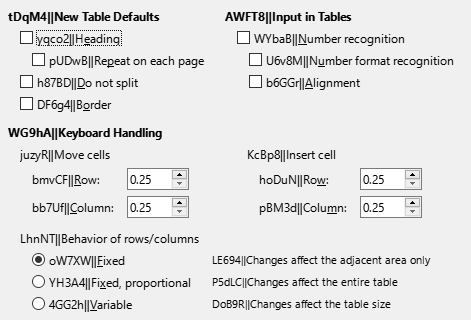 tDqM4||New Table Defaults
yqco2||Heading
pUDwB||Repeat on each page
h87BD||Do not split
DF6g4||Border
AWFT8||Input in Tables
WYbaB||Number recognition
U6v8M||Number format recognition
b6GGr||Alignment
WG9hA||Keyboard Handling
juzyR||Move cells
bmvCF||Row: 0.25
bb7Uf||Column: 0.25
KcBp8||Insert cell
hoDuN||Row: 0.25
pBM3d||Column: 0.25
LhnNT||Behavior of rows/columns
oW7XW||Fixed LE694||Changes affect the adjacent area only
YH3A4||Fixed, proportional P5dLC||Changes affect the entire table
4GG2h||Variable DoB9R||Changes affect the table size